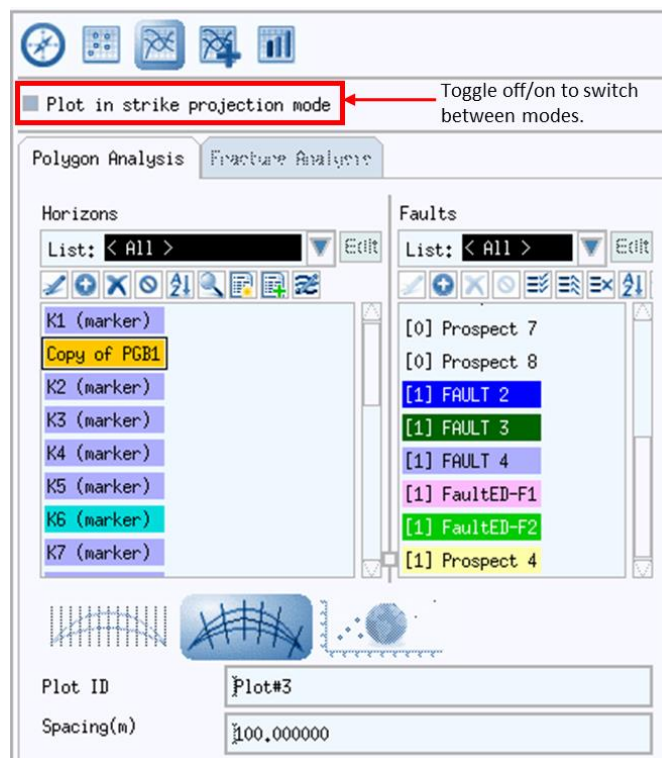 Plot in strike projection mode
Toggle off/on to switch
between modes.
Polygon Analysis
Fracture Analysis
Horizons
List: < All >
Edit
K1 (marker)
Copy of PGB1
K2 (marker)
K3 (marker)
K4 (marker)
K5 (marker)
K6 (marker)
K7 (marker)
Faults
List: < All >
Edit
[0] Prospect 7
[0] Prospect 8
[1] FAULT 2
[1] FAULT 3
[1] FAULT 4
[1] FaultED-F1
[1] FaultED-F2
[1] Prospect 4
Plot ID
Plot#3
Spacing(m)
100.000000